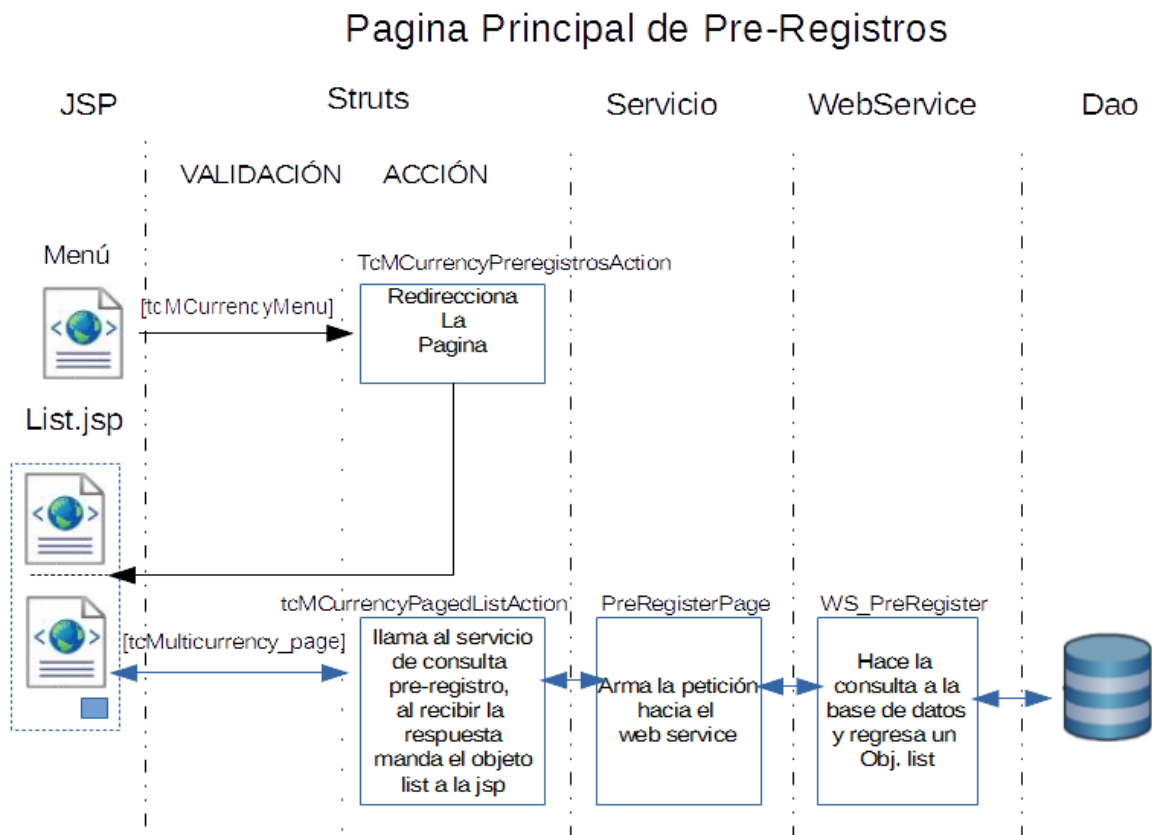 Pagina Principal de Pre-Registros
JSP
Struts
Servicio
WebService
Dao
VALIDACIÓN
ACCIÓN
Menú
[tcMCurrencyMenu]
TcMCurrencyPreregistrosAction
Redirecciona
La
Pagina
List.jsp
[tcMulticurrency_page]
tcMCurrencyPagedListAction
llama al servicio
de consulta
pre-registro,
al recibir la
respuesta
manda el objeto
list a la jsp
PreRegisterPage
Arma la petición
hacia el
web service
WS_PreRegister
Hace la
consulta a la
base de datos
y regresa un
Obj. list